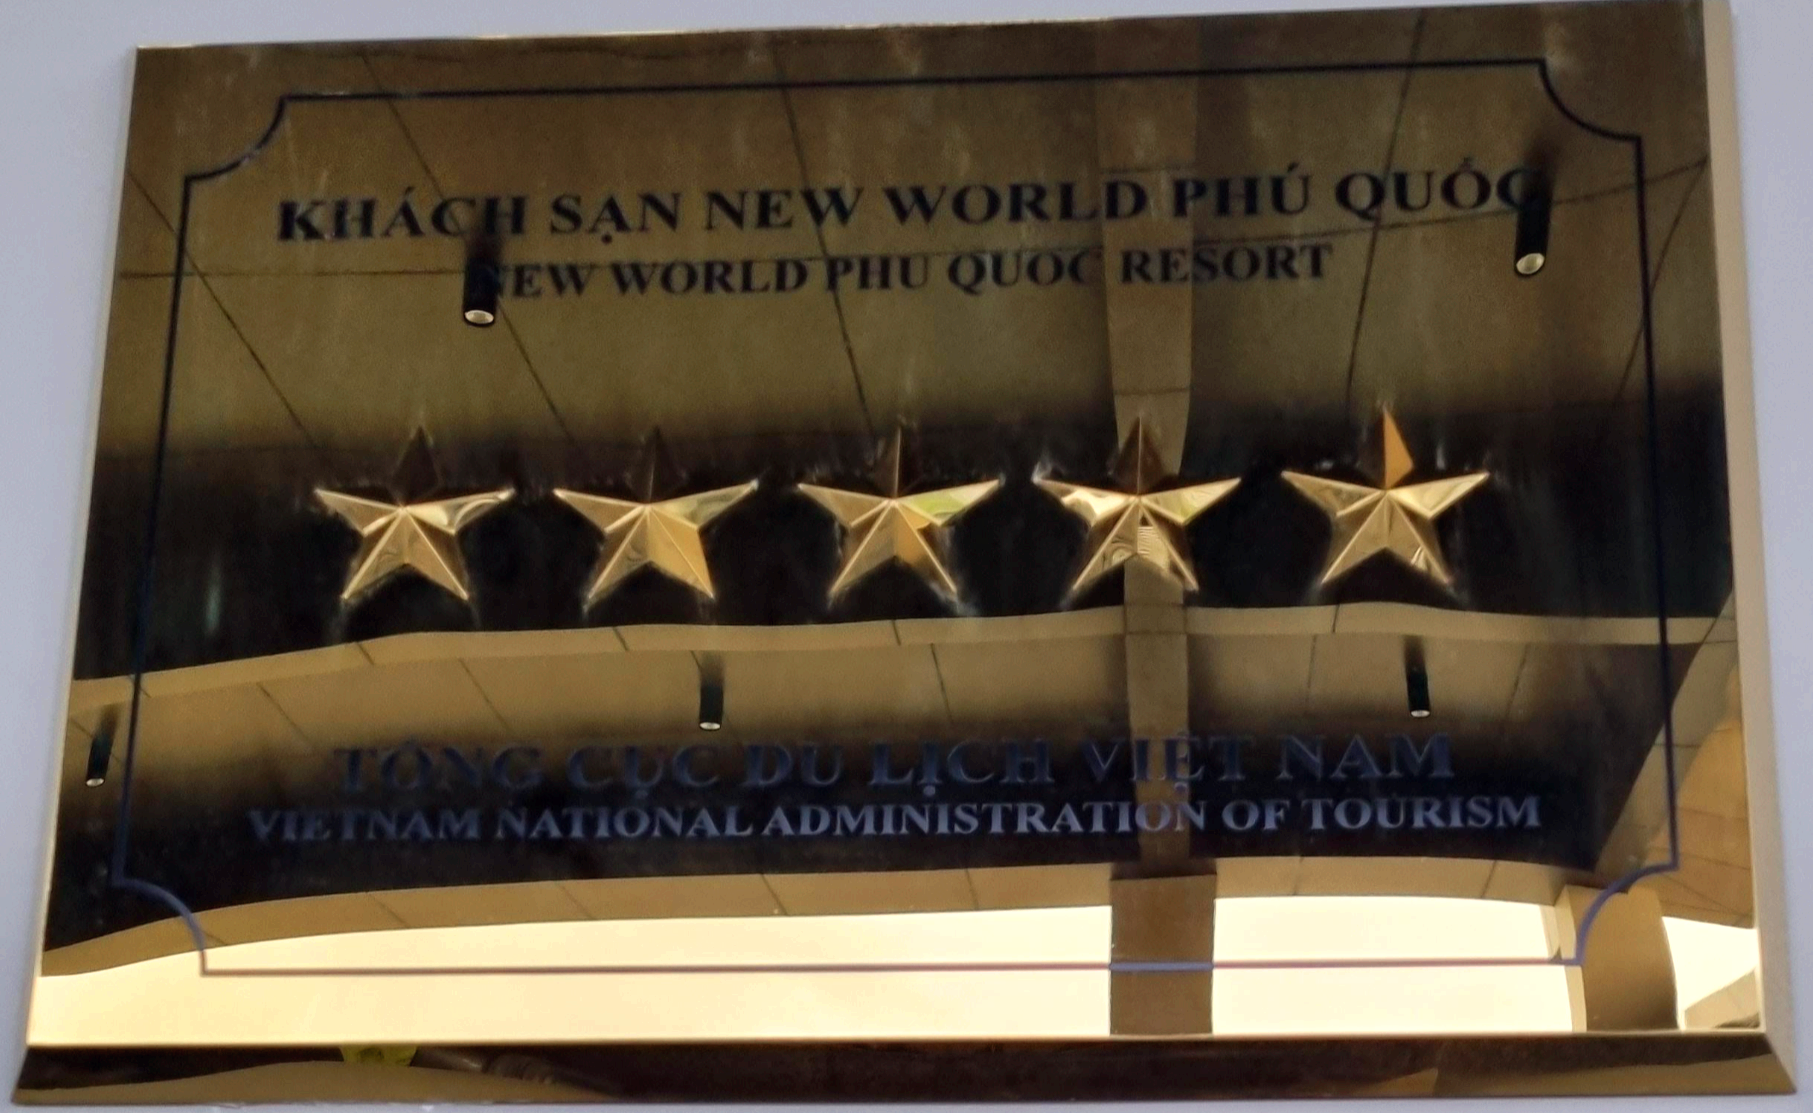 KHÁCH SẠN NEW WORLD PHÚ QUỐC
NEW WORLD PHU QUOC RESORT
TỔNG CỤC DU LỊCH VIỆT NAM
VIETNAM NATIONAL ADMINISTRATION OF TOURISM